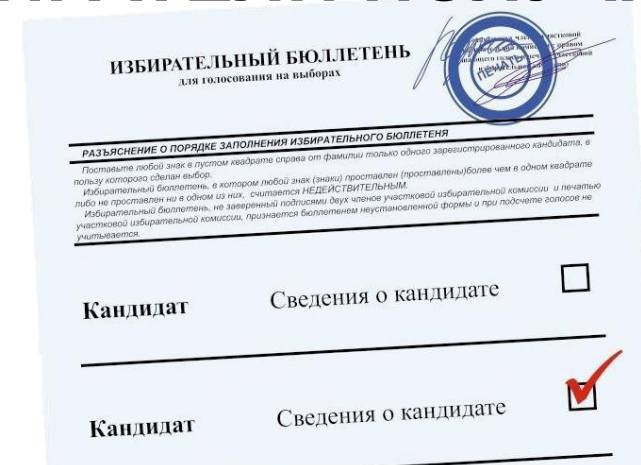 ИЗБИРАТЕЛЬНЫЙ БЮЛЛЕТЕНЬ
для голосования на выборах
ПЕЧАТЬ
РАЗЪЯСНЕНИЕ О ПОРЯДКЕ ЗАПОЛНЕНИЯ ИЗБИРАТЕЛЬНОГО БЮЛЛЕТЕНЯ
Поставьте любой знак в пустом квадрате справа от фамилии только одного зарегистрированного кандидата, в
пользу которого сделан выбор.
Избирательный бюллетень, в котором любой знак (знаки) проставлен (проставлены)более чем в одном квадрате
либо не проставлен ни в одном из них, считается НЕДЕЙСТВИТЕЛЬНЫМ.
Избирательный бюллетень, не заверенный подписями двух членов участковой избирательной комиссии и печатью
участковой избирательной комиссии, признается бюллетенем неустановленной формы и при подсчете голосов не
учитывается.
Кандидат Сведения о кандидате
Кандидат Сведения о кандидате